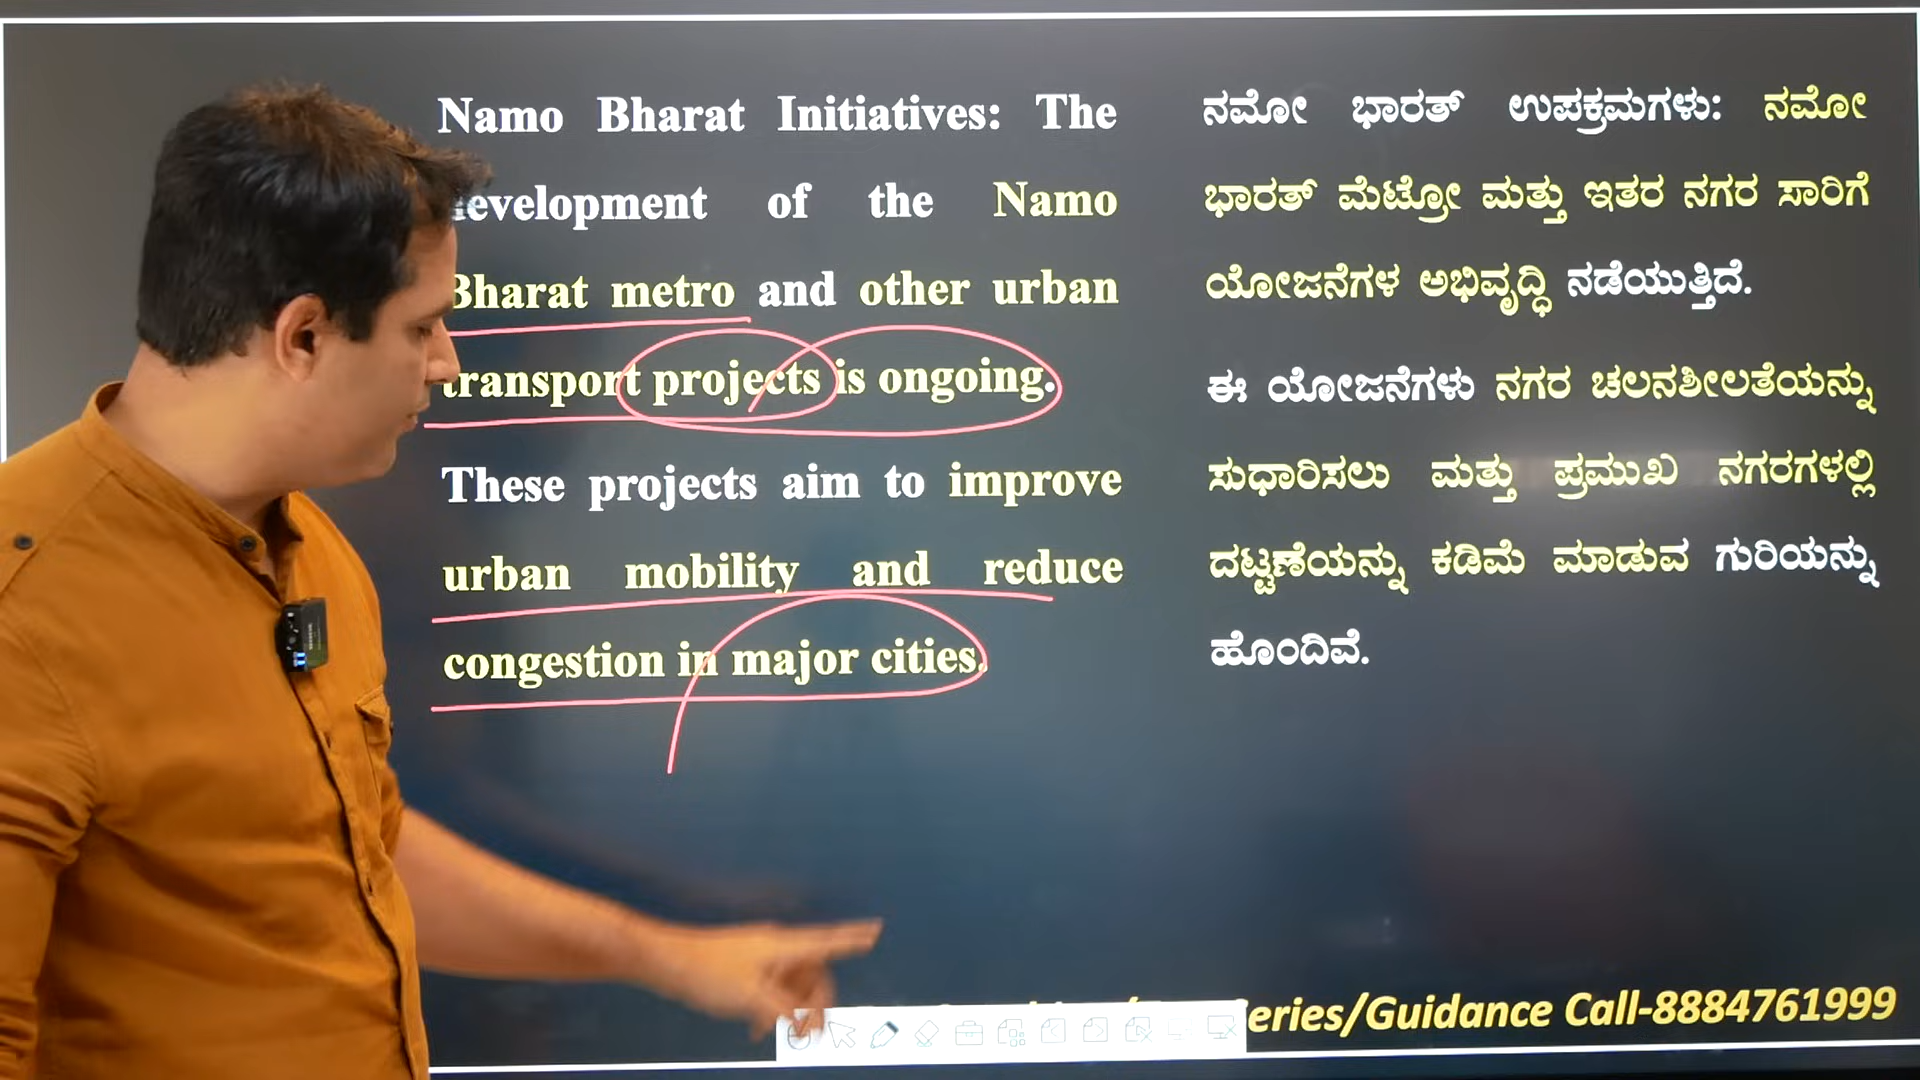 Namo Bharat Initiatives: The
development of the Namo
Bharat metro and other urban
transport projects is ongoing.
These projects aim to improve
urban mobility and reduce
congestion in major cities.
ನಮೋ ಭಾರತ್ ಉಪಕ್ರಮಗಳು: ನಮೋ
ಭಾರತ್ ಮೆಟ್ರೋ ಮತ್ತು ಇತರ ನಗರ ಸಾರಿಗೆ
ಯೋಜನೆಗಳ ಅಭಿವೃದ್ಧಿ ನಡೆಯುತ್ತಿದೆ.
ಈ ಯೋಜನೆಗಳು ನಗರ ಚಲನಶೀಲತೆಯನ್ನು
ಸುಧಾರಿಸಲು ಮತ್ತು ಪ್ರಮುಖ ನಗರಗಳಲ್ಲಿ
ದಟ್ಟಣೆಯನ್ನು ಕಡಿಮೆ ಮಾಡುವ ಗುರಿಯನ್ನು
ಹೊಂದಿವೆ.
eries/Guidance Call-8884761999